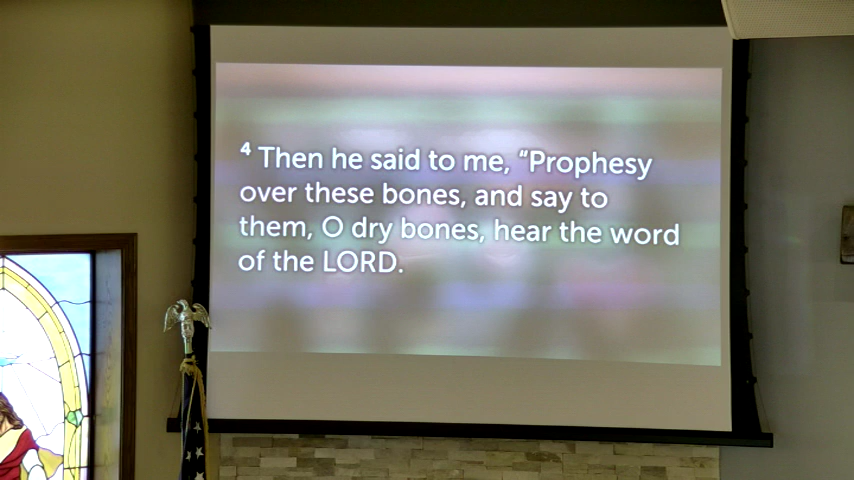 4 Then he said to me, “Prophesy
over these bones, and say to
them, O dry bones, hear the word
of the LORD.